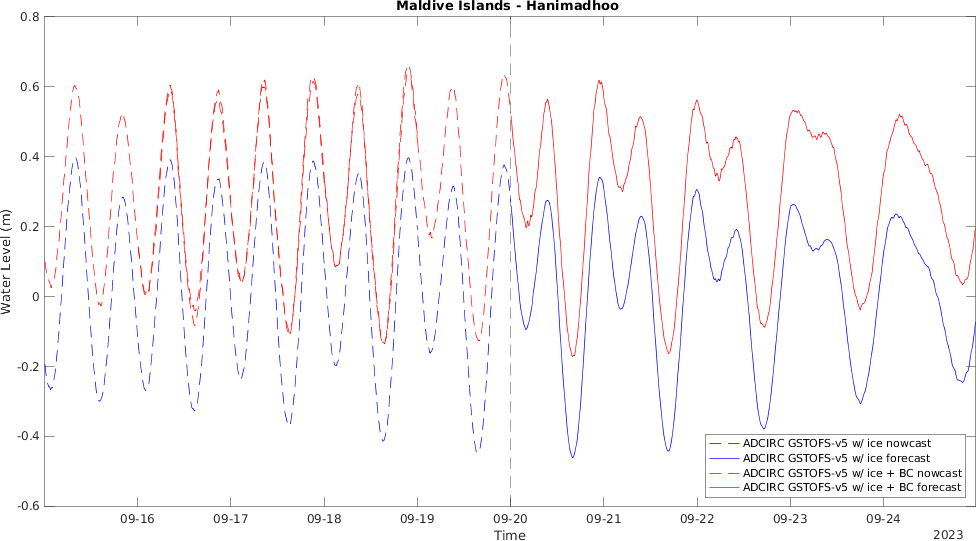 Maldive Islands - Hanimadhoo
0.8
0.6
0.4
0.2
0
-0.2
-0.4
-0.6
Water Level (m)
ADCIRC GSTOFS-v5 w/ ice nowcast
ADCIRC GSTOFS-v5 w/ ice forecast
ADCIRC GSTOFS-v5 w/ ice + BC nowcast
ADCIRC GSTOFS-v5 w/ ice + BC forecast
09-16 09-17 09-18 09-19 09-20 09-21 09-22 09-23 09-24
Time
2023